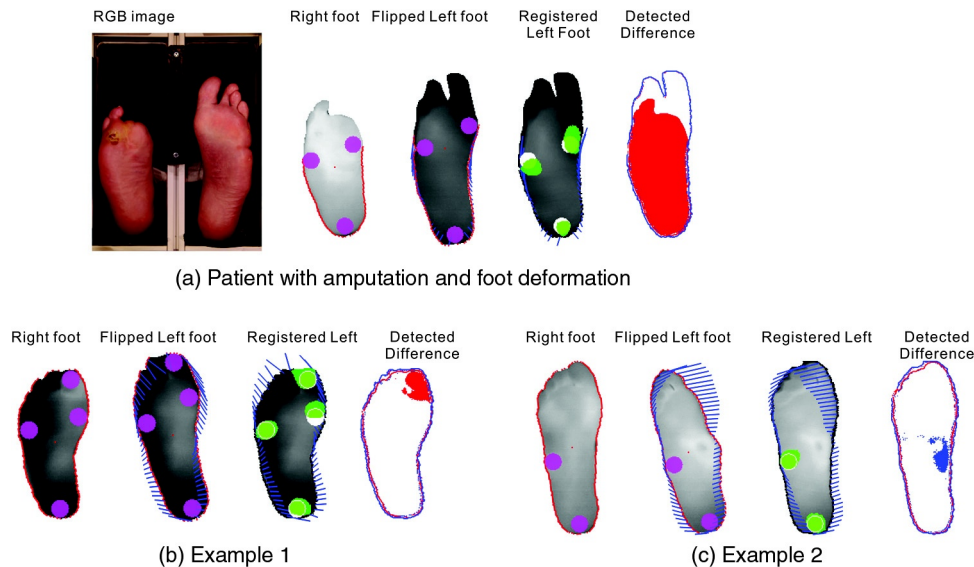 RGB image
Right foot
Flipped Left foot
Registered
Left Foot
Detected
Difference
(a) Patient with amputation and foot deformation
Right foot
Flipped Left foot
Registered Left
Detected
Difference
(b) Example 1
Right foot
Flipped Left foot
Registered Left
Detected
Difference
(c) Example 2